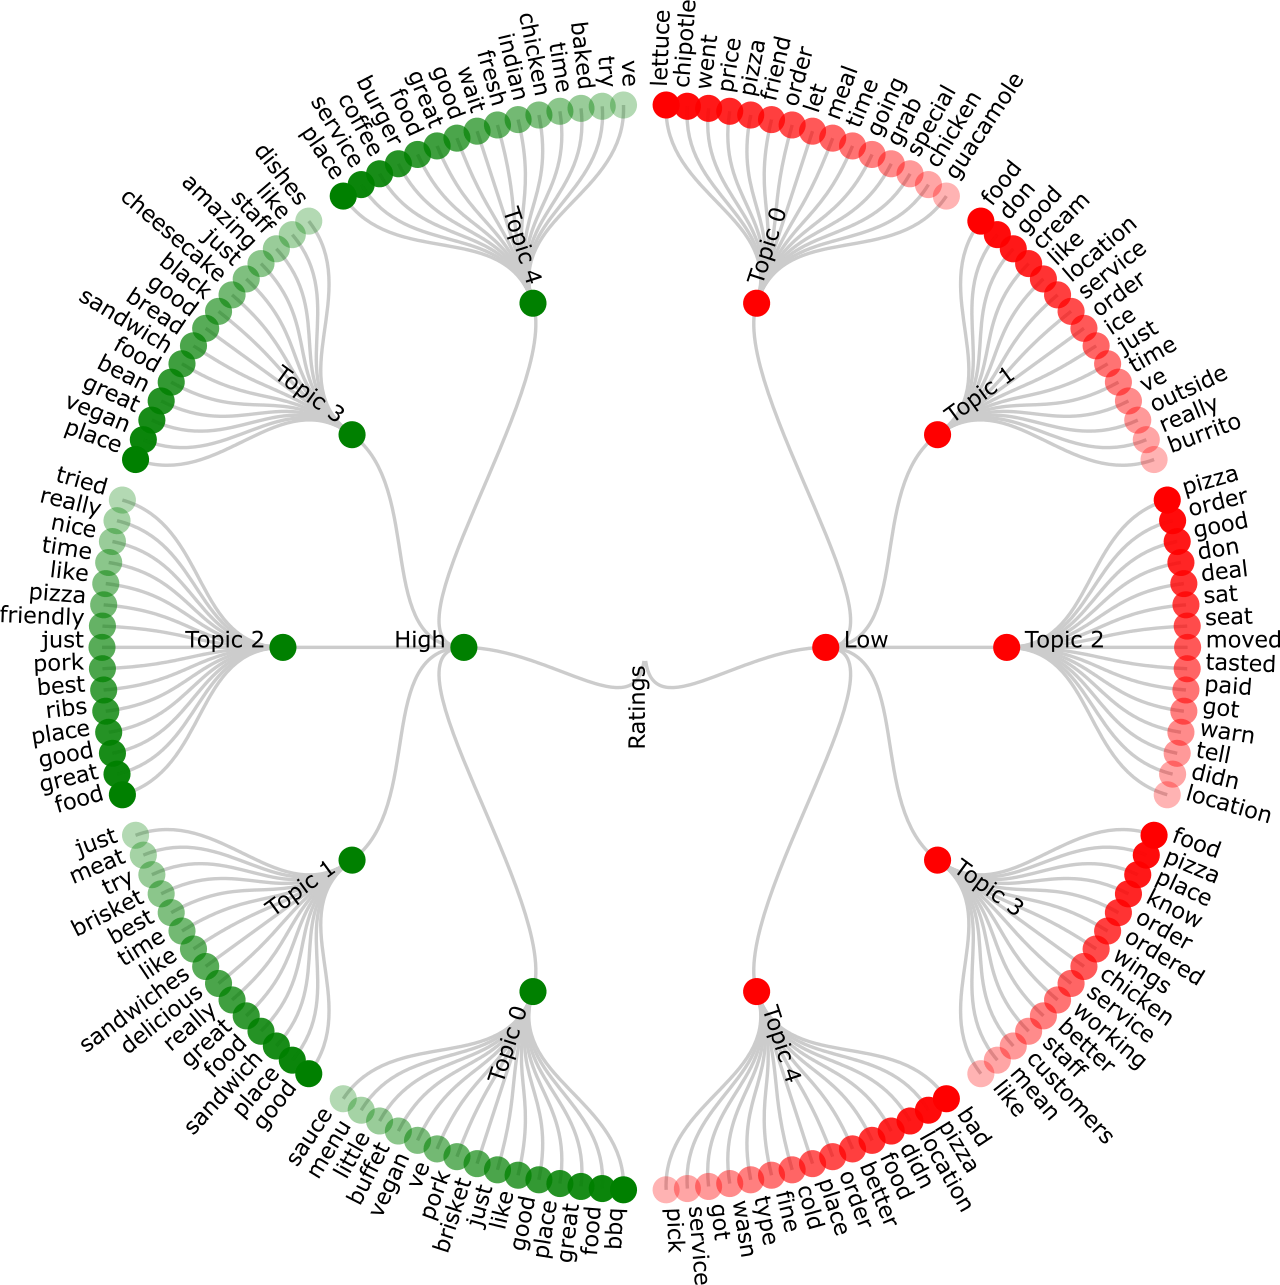 Ratings
Low
Topic 0
lettuce
chipotle
went
price
pizza
friend
order
let
meal
time
going
grab
special
chicken
guacamole
Topic 1
food
don
good
cream
like
location
service
order
ice
just
time
ve
outside
really
burrito
Topic 2
pizza
order
good
don
deal
sat
seat
moved
tasted
paid
got
warn
tell
didn
location
Topic 3
food
pizza
place
know
order
ordered
wings
chicken
service
working
better
staff
customers
mean
like
Topic 4
bad
pizza
location
didn
food
better
order
place
cold
fine
type
wasn
got
service
pick
High
Topic 0
bbq
food
great
place
good
like
just
brisket
pork
ve
vegan
buffet
little
menu
sauce
Topic 1
good
place
sandwich
food
great
really
delicious
sandwiches
like
time
best
brisket
try
meat
just
Topic 2
food
great
good
place
ribs
best
pork
just
friendly
pizza
like
time
nice
really
tried
Topic 3
place
vegan
great
bean
food
sandwich
bread
good
black
cheesecake
just
amazing
staff
like
dishes
Topic 4
place
service
coffee
burger
food
great
good
wait
fresh
indian
chicken
time
baked
try
ve